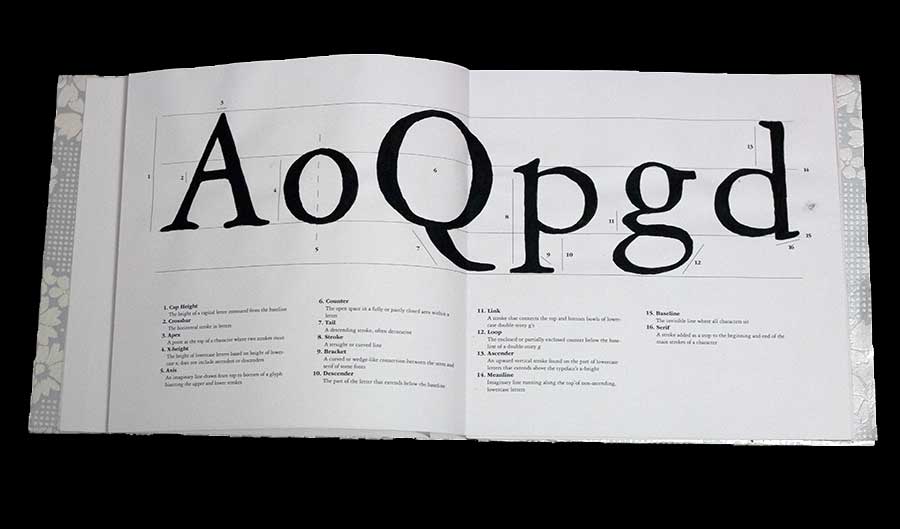 3
AoQpgd
1
2
4
5
6
7
8
9
10
11
12
13
14
15
16
1. Cap Height
The height of a capital letter measured from the baseline
2. Crossbar
The horizontal stroke in letters
3. Apex
A point at the top of a character where two strokes meet
4. X-height
The height of lowercase letters based on height of lower-
case x; does not include ascenders or descenders
5. Axis
An imaginary line drawn from top to bottom of a glyph
bisecting the upper and lower strokes
6. Counter
The open space in a fully or partly closed area within a
letter
7. Tail
A descending stroke, often decorative
8. Stroke
A straight or curved line
9. Bracket
A curved or wedge-like connection between the stem and
serif of some fonts
10. Descender
The part of the letter that extends below the baseline
11. Link
A stroke that connects the top and bottom bowls of lower-
case double-story g's
12. Loop
The enclosed or partially enclosed counter below the base-
line of a double-story g
13. Ascender
An upward vertical stroke found on the part of lowercase
letters that extends above the typeface's x-height
14. Meanline
Imaginary line running along the top of non-ascending,
lowercase letters
15. Baseline
The invisible line where all characters sit
16. Serif
A stroke added as a stop to the beginning and end of the
main strokes of a character